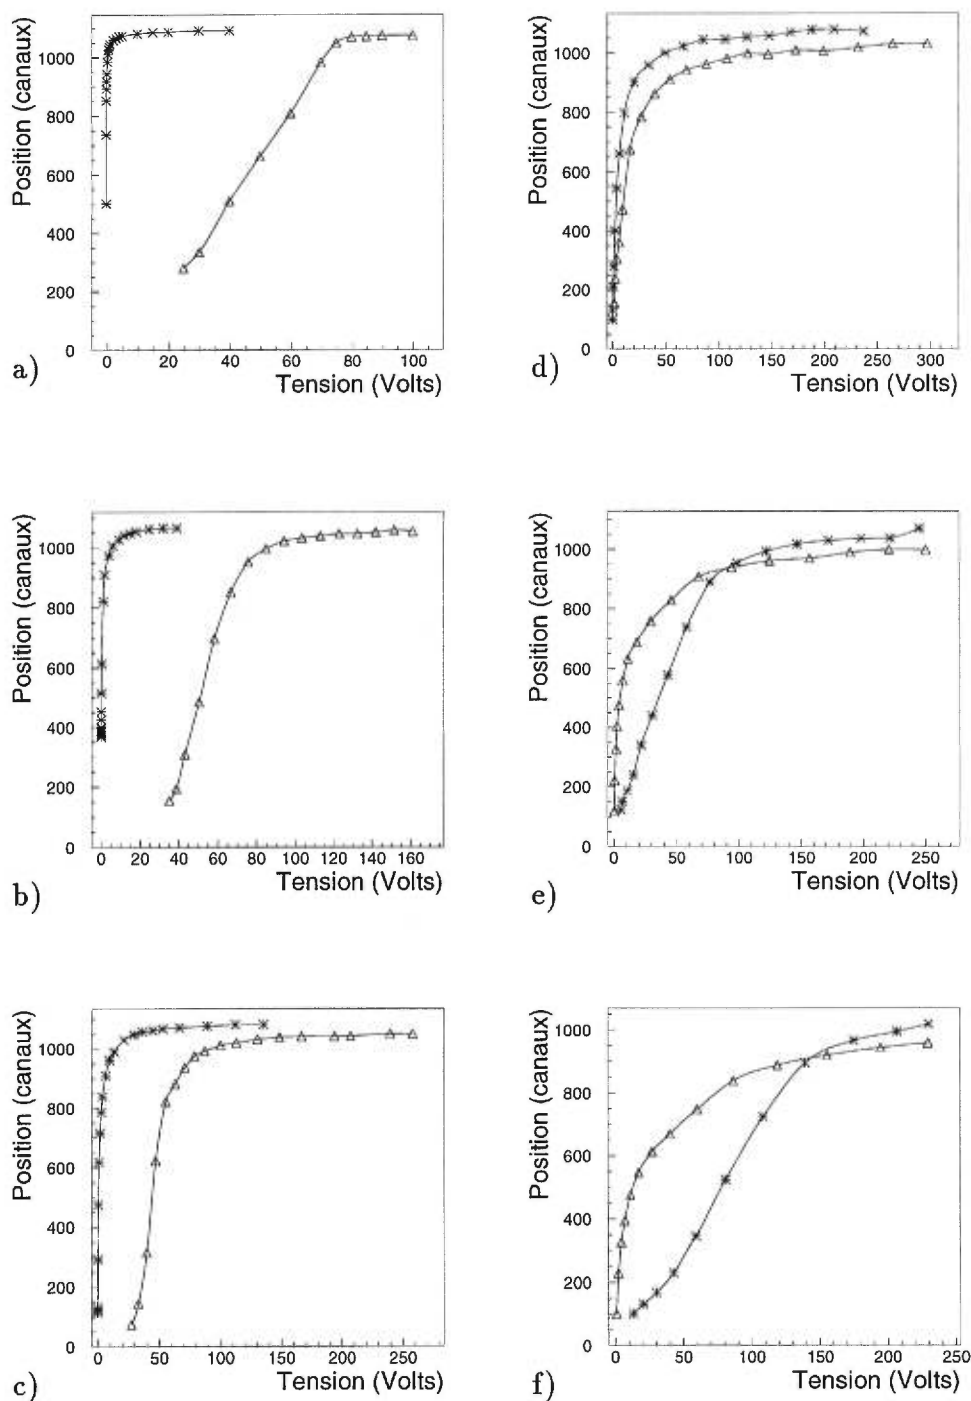 1000
800
600
400
200
0
Position (canaux)
0 20 40 60 80 100
Tension (Volts)
a)
1000
800
600
400
200
0
Position (canaux)
0 50 100 150 200 250 300
Tension (Volts)
d)
1000
800
600
400
200
0
Position (canaux)
0 20 40 60 80 100 120 140 160
Tension (Volts)
b)
1000
800
600
400
200
0
Position (canaux)
0 50 100 150 200 250
Tension (Volts)
e)
1000
800
600
400
200
0
Position (canaux)
0 50 100 150 200 250
Tension (Volts)
c)
1000
800
600
400
200
0
Position (canaux)
0 50 100 150 200 250
Tension (Volts)
f)